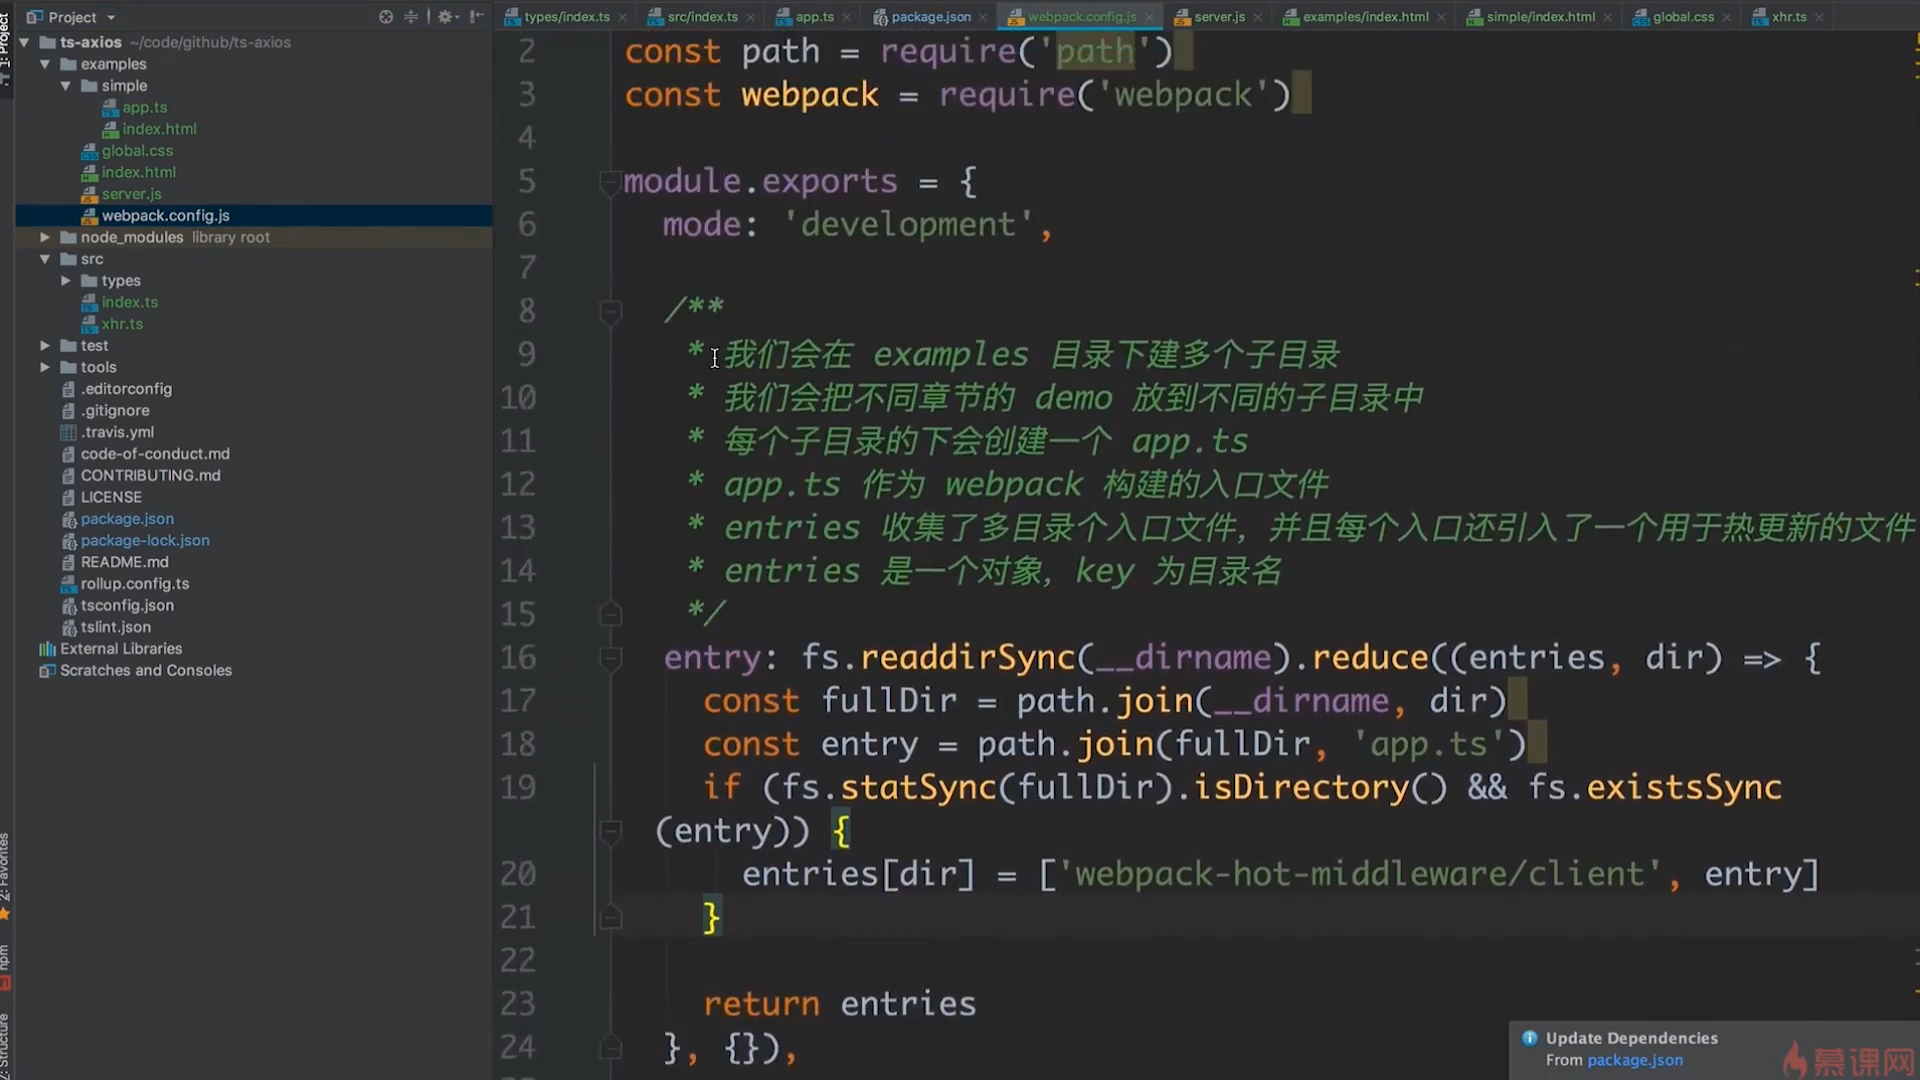 Project
types/index.ts
src/index.ts
app.ts
package.json
webpack.config.js
server.js
examples/index.html
simple/index.html
global.css
xhr.ts
1: Project
ts-axios ~/code/github/ts-axios
examples
simple
app.ts
index.html
global.css
index.html
server.js
webpack.config.js
node_modules library root
src
types
index.ts
xhr.ts
test
tools
.editorconfig
.gitignore
.travis.yml
code-of-conduct.md
CONTRIBUTING.md
LICENSE
package.json
package-lock.json
README.md
rollup.config.ts
tsconfig.json
tslint.json
External Libraries
Scratches and Consoles
2: Favorites
npm
7: Structure
2 const path = require('path')
3 const webpack = require('webpack')
4
5 module.exports = {
6 mode: 'development',
7
8 /**
9 * 我们会在 examples 目录下建多个子目录
10 * 我们会把不同章节的 demo 放到不同的子目录中
11 * 每个子目录的下会创建一个 app.ts
12 * app.ts 作为 webpack 构建的入口文件
13 * entries 收集了多目录个入口文件, 并且每个入口还引入了一个用于热更新的文件
14 * entries 是一个对象, key 为目录名
15 */
16 entry: fs.readdirSync(__dirname).reduce((entries, dir) => {
17 const fullDir = path.join(__dirname, dir)
18 const entry = path.join(fullDir, 'app.ts')
19 if (fs.statSync(fullDir).isDirectory() && fs.existsSync
(entry)) {
20 entries[dir] = ['webpack-hot-middleware/client', entry]
21 }
22
23 return entries
24 }, {}),
Update Dependencies
From package.json
慕课网